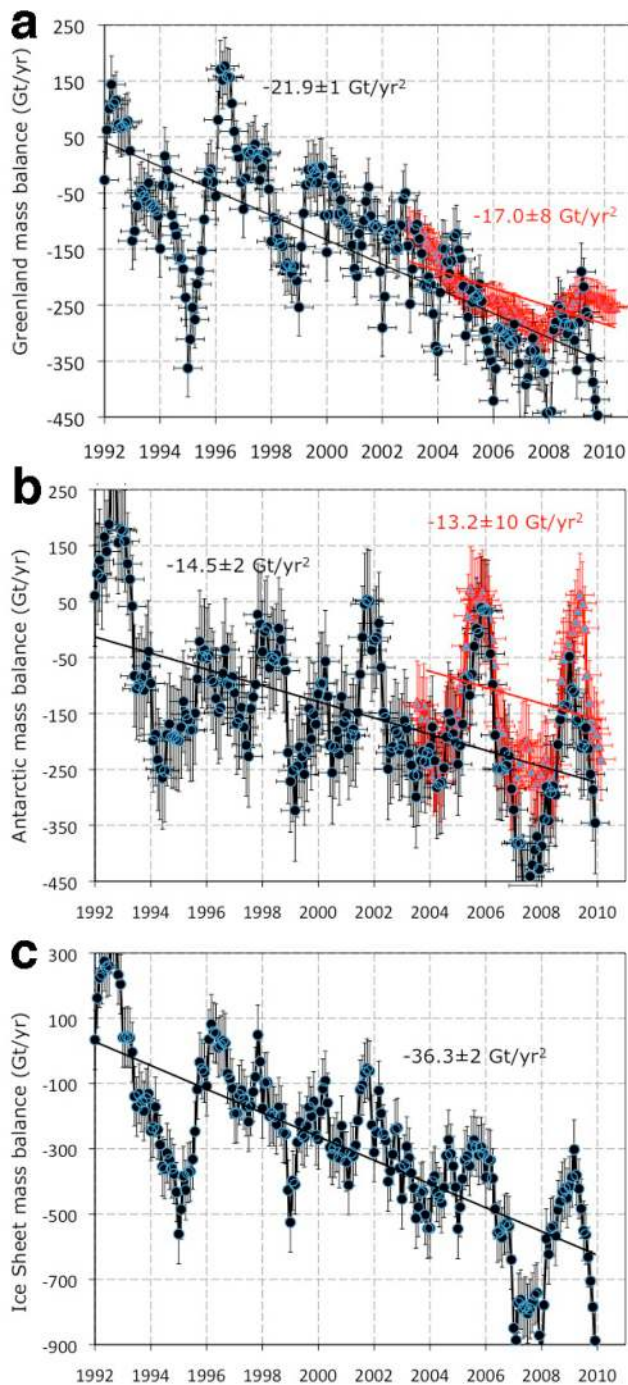 a
250
150
50
-50
-150
-250
-350
-450
Greenland mass balance (Gt/yr)
-21.9±1 Gt/yr²
-17.0±8 Gt/yr²
1992 1994 1996 1998 2000 2002 2004 2006 2008 2010
b
250
150
50
-50
-150
-250
-350
-450
Antarctic mass balance (Gt/yr)
-13.2±10 Gt/yr²
-14.5±2 Gt/yr²
1992 1994 1996 1998 2000 2002 2004 2006 2008 2010
c
300
100
-100
-300
-500
-700
-900
Ice Sheet mass balance (Gt/yr)
-36.3±2 Gt/yr²
1992 1994 1996 1998 2000 2002 2004 2006 2008 2010